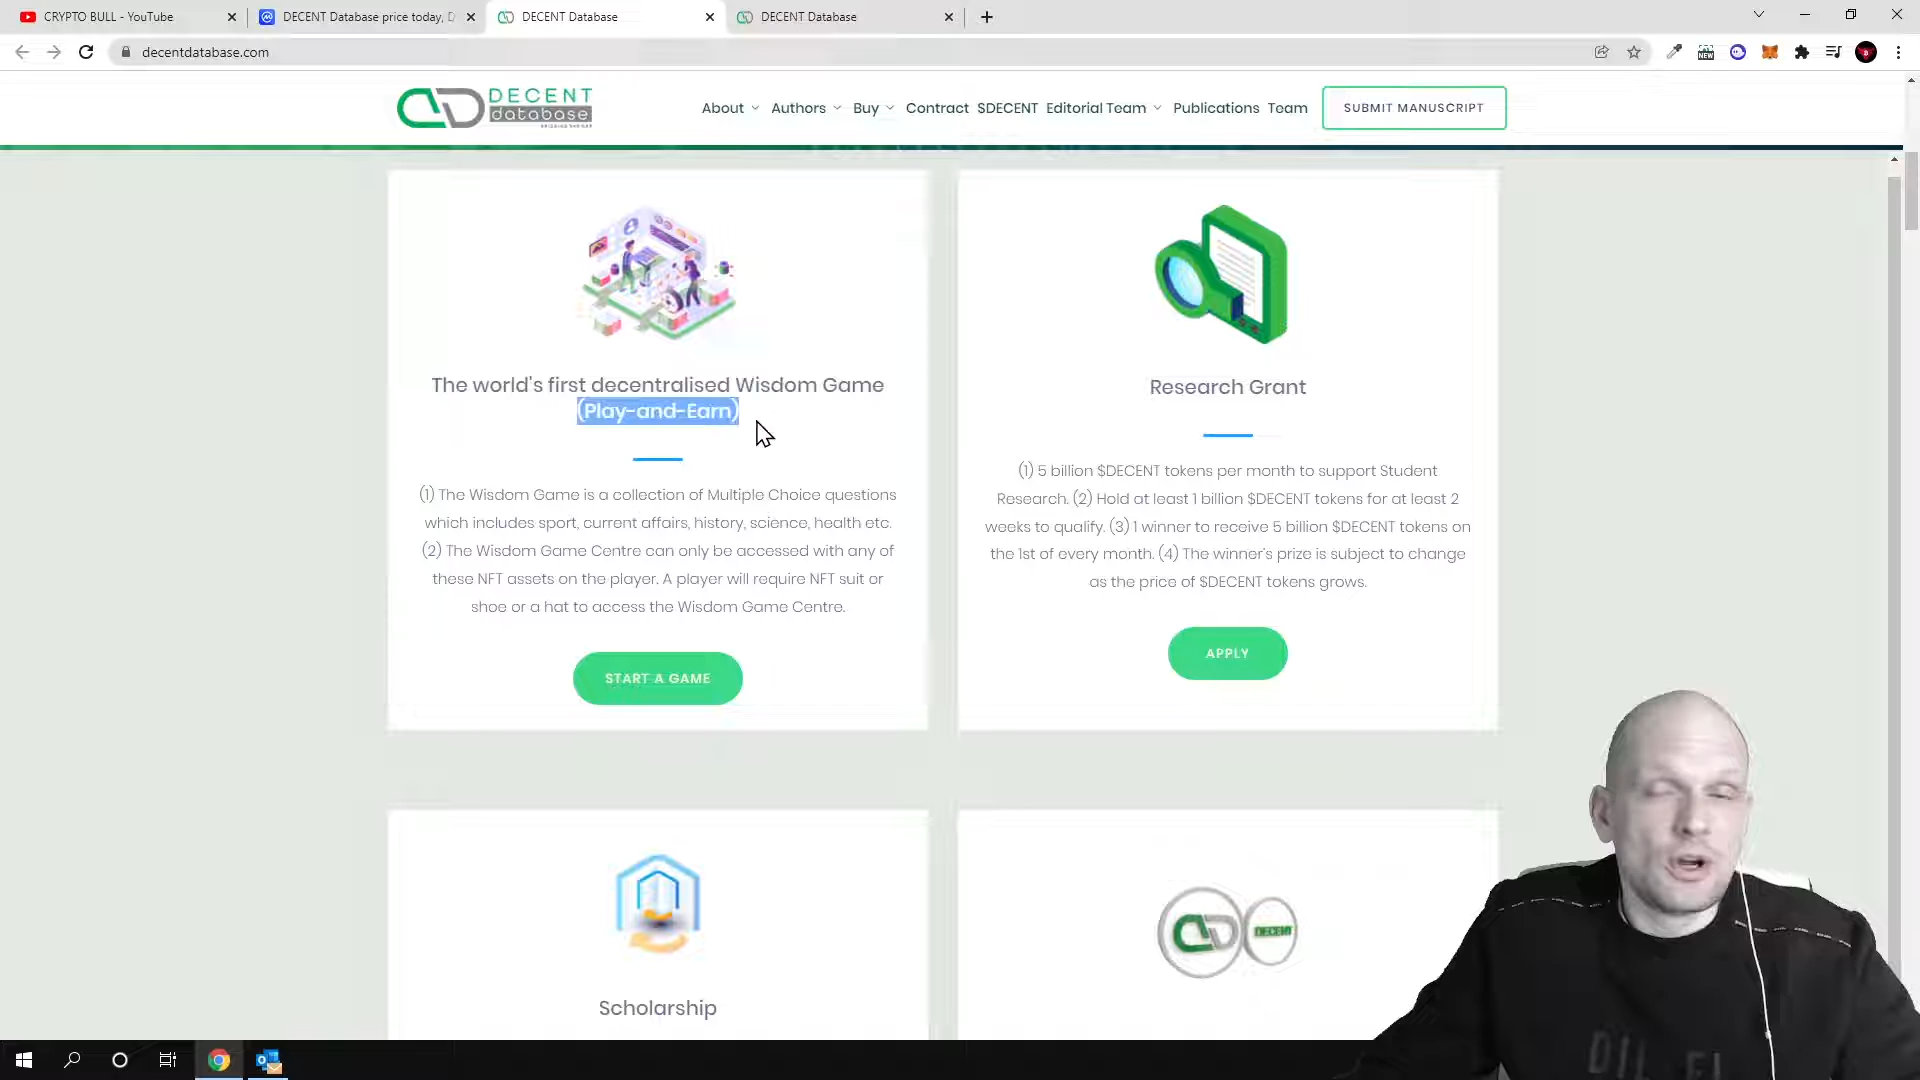 CRYPTO BULL - YouTube
DECENT Database price today, D
DECENT Database
DECENT Database
decentdatabase.com
NEW
DECENT
database
About
Authors
Buy
Contract
SDECENT
Editorial Team
Publications
Team
SUBMIT MANUSCRIPT
The world's first decentralised Wisdom Game
(Play-and-Earn)
(1) The Wisdom Game is a collection of Multiple Choice questions
which includes sport, current affairs, history, science, health etc.
(2) The Wisdom Game Centre can only be accessed with any of
these NFT assets on the player. A player will require NFT suit or
shoe or a hat to access the Wisdom Game Centre.
START A GAME
Research Grant
(1) 5 billion $DECENT tokens per month to support Student
Research. (2) Hold at least 1 billion $DECENT tokens for at least 2
weeks to qualify. (3) 1 winner to receive 5 billion $DECENT tokens on
the 1st of every month. (4) The winner's prize is subject to change
as the price of $DECENT tokens grows.
APPLY
Scholarship
DECENT